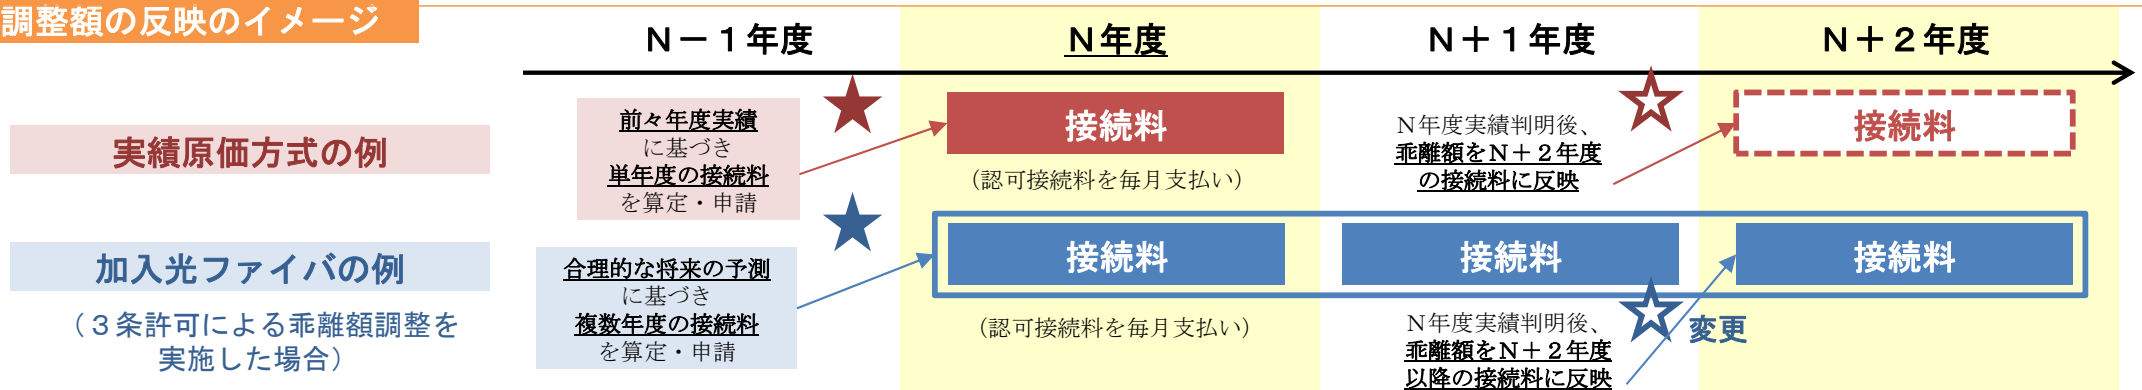 調整額の反映のイメージ
Ｎ－１年度
Ｎ年度
Ｎ＋１年度
Ｎ＋２年度
実績原価方式の例
前々年度実績
に基づき
単年度の接続料
を算定・申請
接続料
（認可接続料を毎月支払い）
Ｎ年度実績判明後、
乖離額をＮ＋２年度
の接続料に反映
接続料
加入光ファイバの例
（３条許可による乖離額調整を
実施した場合）
合理的な将来の予測
に基づき
複数年度の接続料
を算定・申請
接続料
接続料
接続料
（認可接続料を毎月支払い）
Ｎ年度実績判明後、
乖離額をＮ＋２年度
以降の接続料に反映
変更